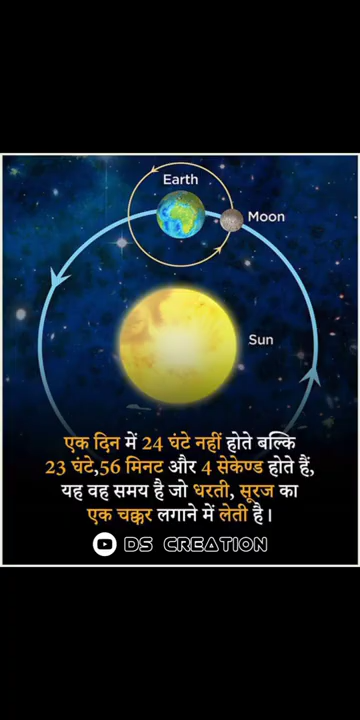 Earth
Moon
Sun
एक दिन में 24 घंटे नहीं होते बल्कि
23 घंटे,56 मिनट और 4 सेकेण्ड होते हैं,
यह वह समय है जो धरती, सूरज का
एक चक्कर लगाने में लेती है।
DS CREATION